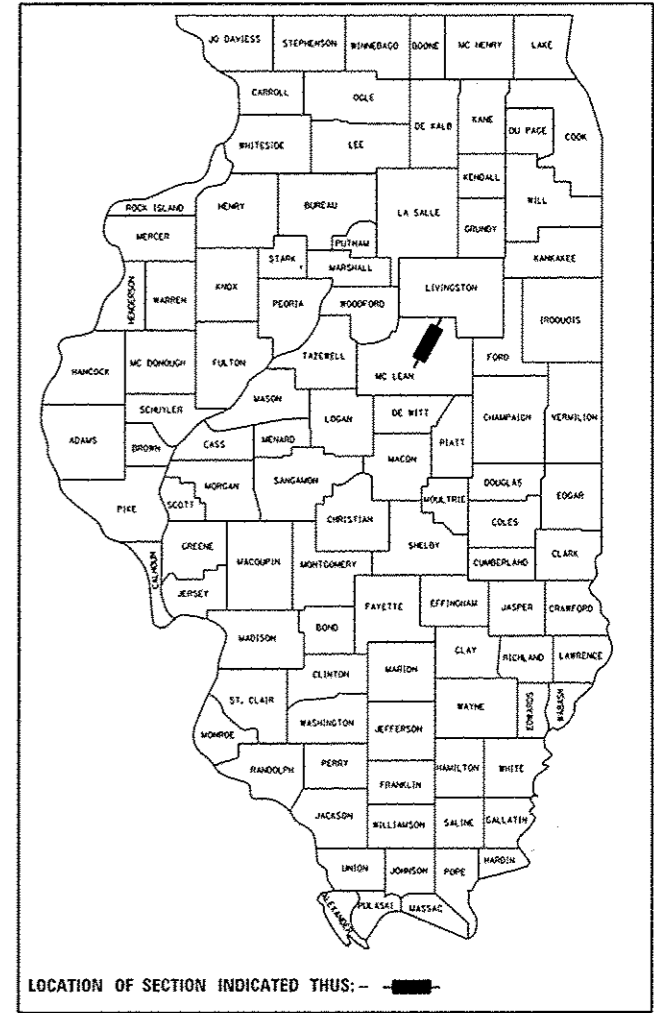 JO DAVIESS STEPHENSON WINNEBAGO BOONE MC HENRY LAKE
CARROLL OGLE DE KALB KANE DU PAGE COOK
WHITESIDE LEE KENDALL WILL
ROCK ISLAND HENRY BUREAU LA SALLE GRUNDY
MERCER STARK PUTNAM MARSHALL KANKAKEE
HENDERSON WARREN KNOX PEORIA WOODFORD LIVINGSTON IROQUOIS
HANCOCK MC DONOUGH FULTON TAZEWELL MC LEAN FORD
SCHUYLER MASON LOGAN DE WITT CHAMPAIGN VERMILION
ADAMS BROWN CASS MENARD MACON PIATT
PIKE SCOTT MORGAN SANGAMON CHRISTIAN MOULTRIE DOUGLAS EDGAR
COLES
CALHOUN GREENE MACOUPIN MONTGOMERY SHELBY CUMBERLAND CLARK
JERSEY FAYETTE EFFINGHAM JASPER CRAWFORD
MADISON BOND CLAY RICHLAND LAWRENCE
CLINTON MARION
ST. CLAIR WASHINGTON JEFFERSON WAYNE EDWARDS WABASH
MONROE
RANDOLPH PERRY FRANKLIN HAMILTON WHITE
JACKSON WILLIAMSON SALINE GALLATIN
UNION JOHNSON POPE HARDIN
ALEXANDER PULASKI MASSAC
LOCATION OF SECTION INDICATED THUS:-